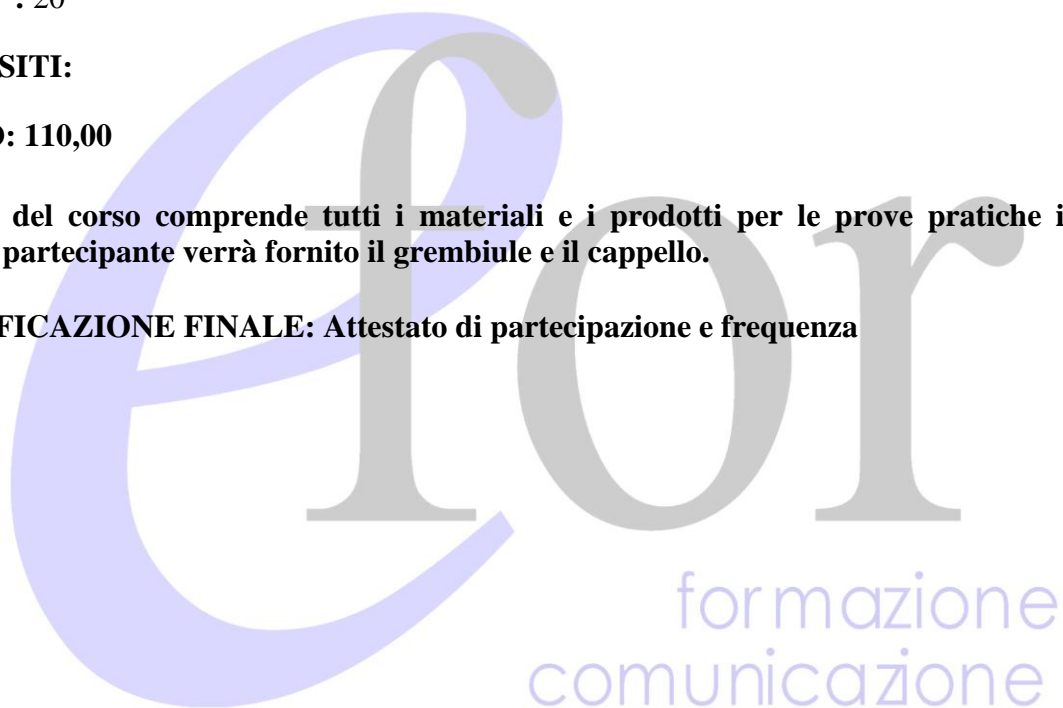 : 20
SITI:
: 110,00
del corso comprende tutti i materiali e i prodotti per le prove pratiche i
partecipante verrà fornito il grembiule e il cappello.
FICAZIONE FINALE: Attestato di partecipazione e frequenza
efor
formazione
comunicazione